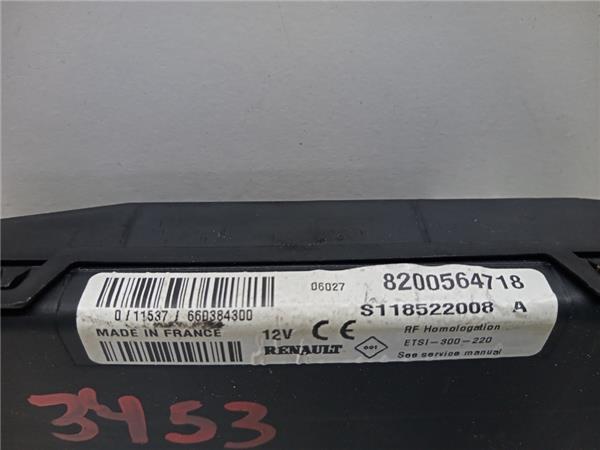 06027
8200564718
0/11537/660384300
S118522008 A
MADE IN FRANCE
12V CE
RF Homologation
RENAULT
001
ETSI-300-220
See service manual
3453